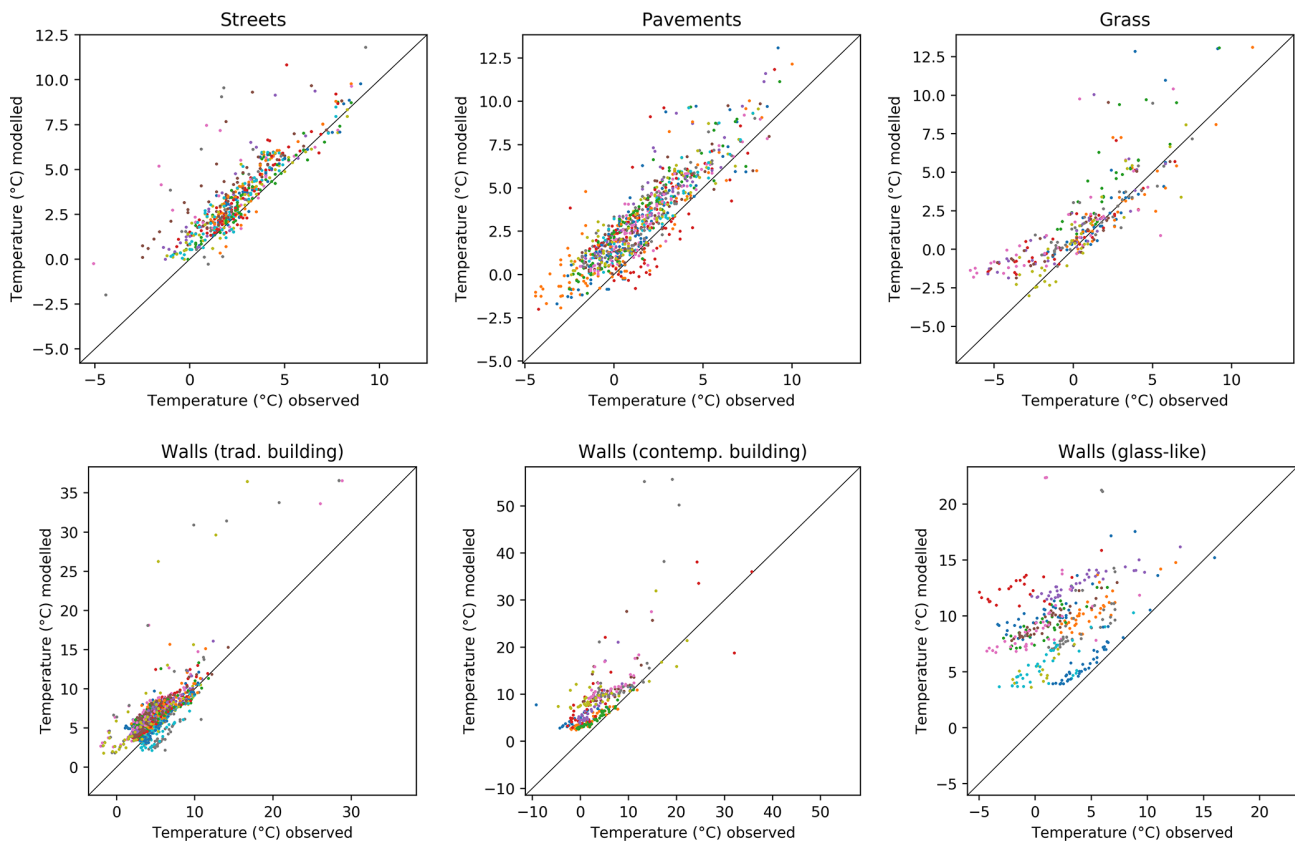 Streets
12.5
10.0
7.5
5.0
2.5
0.0
−2.5
−5.0
Temperature (°C) modelled
−5 0 5 10
Temperature (°C) observed
Pavements
12.5
10.0
7.5
5.0
2.5
0.0
−2.5
−5.0
Temperature (°C) modelled
−5 0 5 10
Temperature (°C) observed
Grass
12.5
10.0
7.5
5.0
2.5
0.0
−2.5
−5.0
Temperature (°C) modelled
−5 0 5 10
Temperature (°C) observed
Walls (trad. building)
35
30
25
20
15
10
5
0
Temperature (°C) modelled
0 10 20 30
Temperature (°C) observed
Walls (contemp. building)
50
40
30
20
10
0
−10
Temperature (°C) modelled
−10 0 10 20 30 40 50
Temperature (°C) observed
Walls (glass-like)
20
15
10
5
0
−5
Temperature (°C) modelled
−5 0 5 10 15 20
Temperature (°C) observed